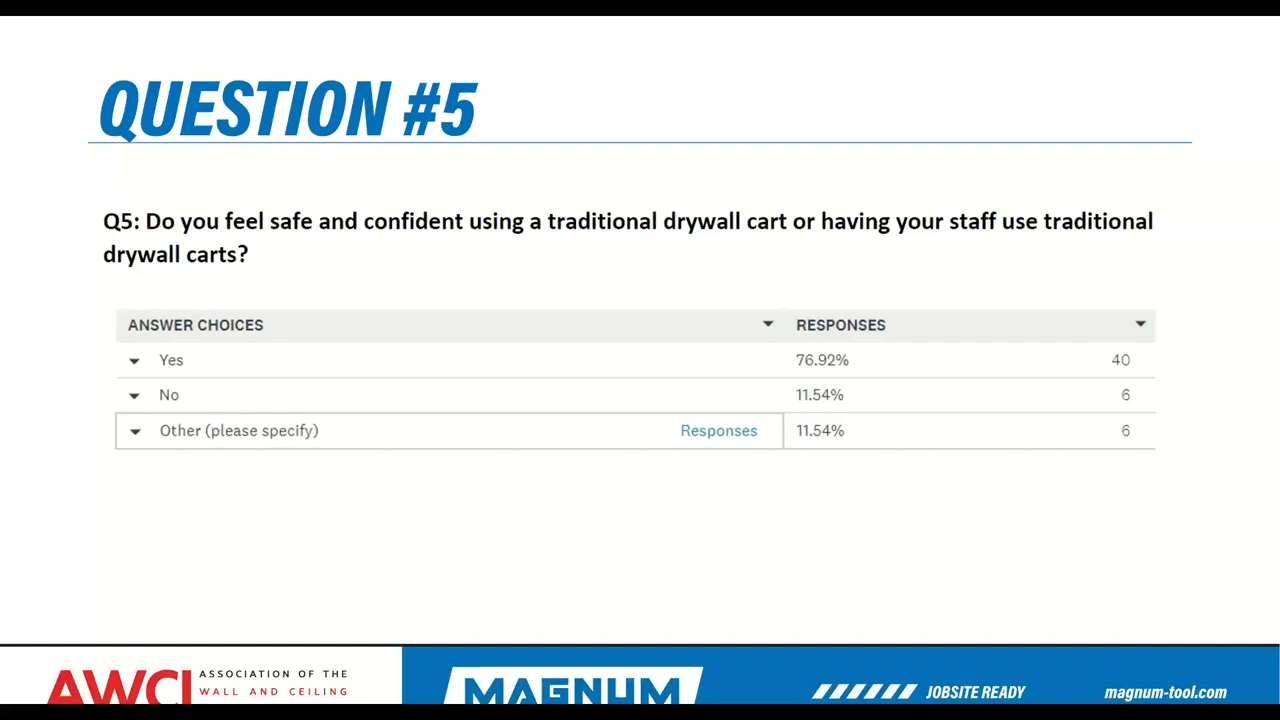 QUESTION #5
Q5: Do you feel safe and confident using a traditional drywall cart or having your staff use traditional
drywall carts?
ANSWER CHOICES RESPONSES
Yes 76.92% 40
No 11.54% 6
Other (please specify) Responses 11.54% 6
AWCI
ASSOCIATION OF THE
WALL AND CEILING
MAGNUM
JOBSITE READY
magnum-tool.com